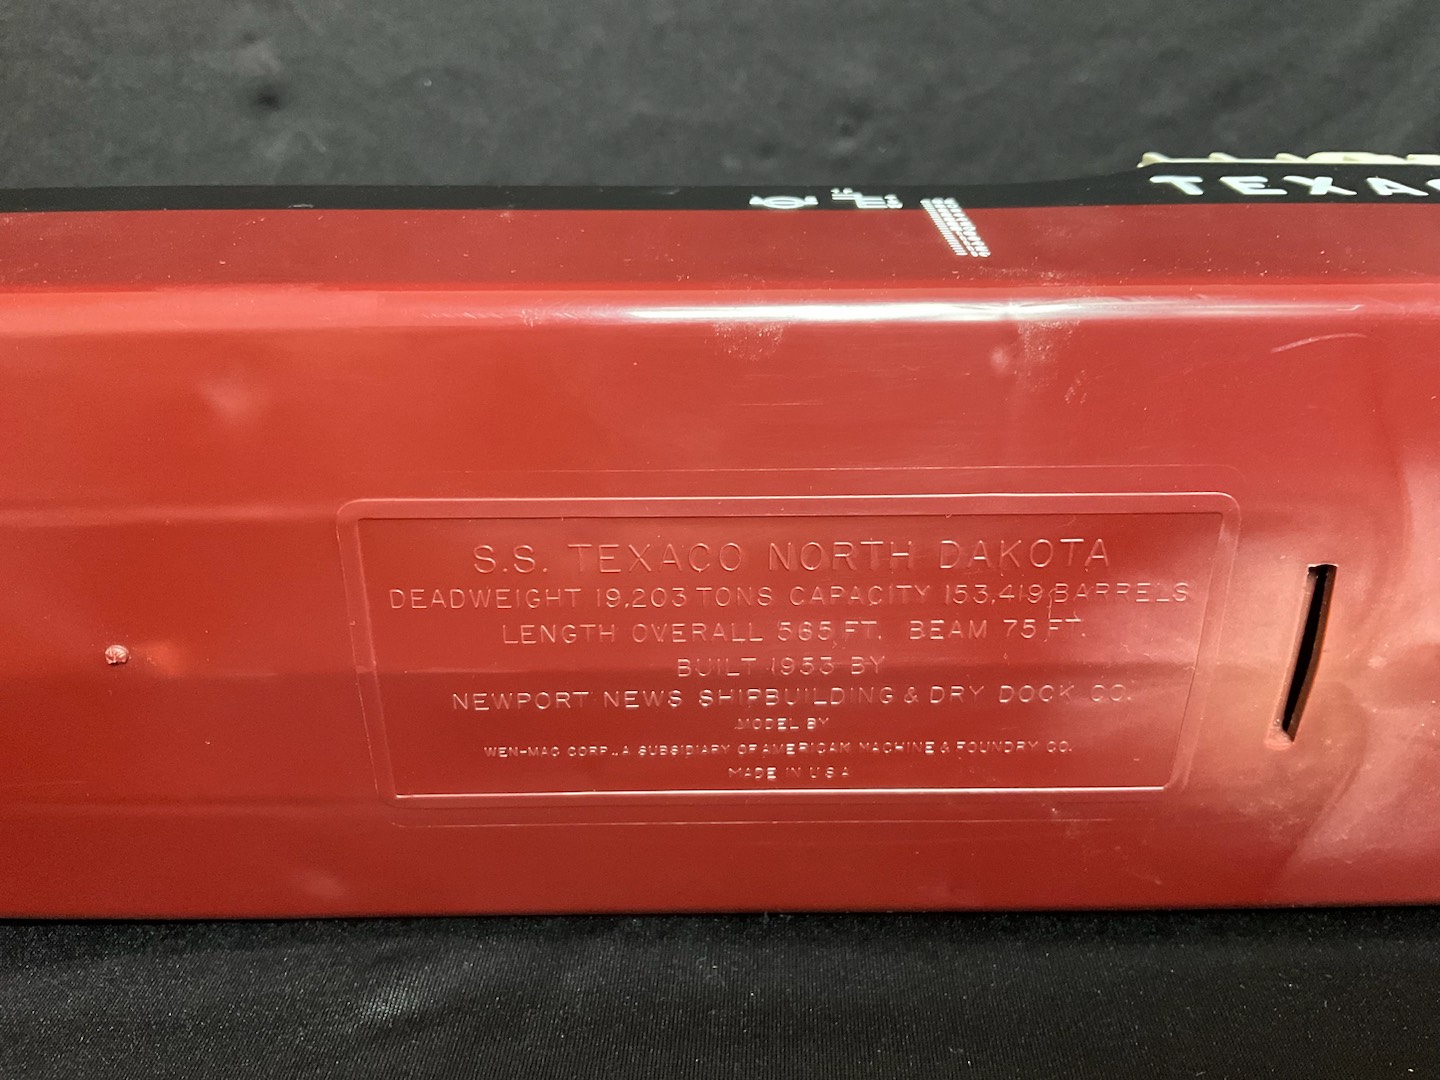 TEXACO
S.S. TEXACO NORTH DAKOTA
DEADWEIGHT 19,203 TONS CAPACITY 153,419 BARRELS
LENGTH OVERALL 565 FT. BEAM 75 FT.
BUILT 1953 BY
NEWPORT NEWS SHIPBUILDING & DRY DOCK CO.
MODEL BY
WEN-MAC CORP., A SUBSIDIARY OF AMERICAN MACHINE & FOUNDRY CO.
MADE IN U S A